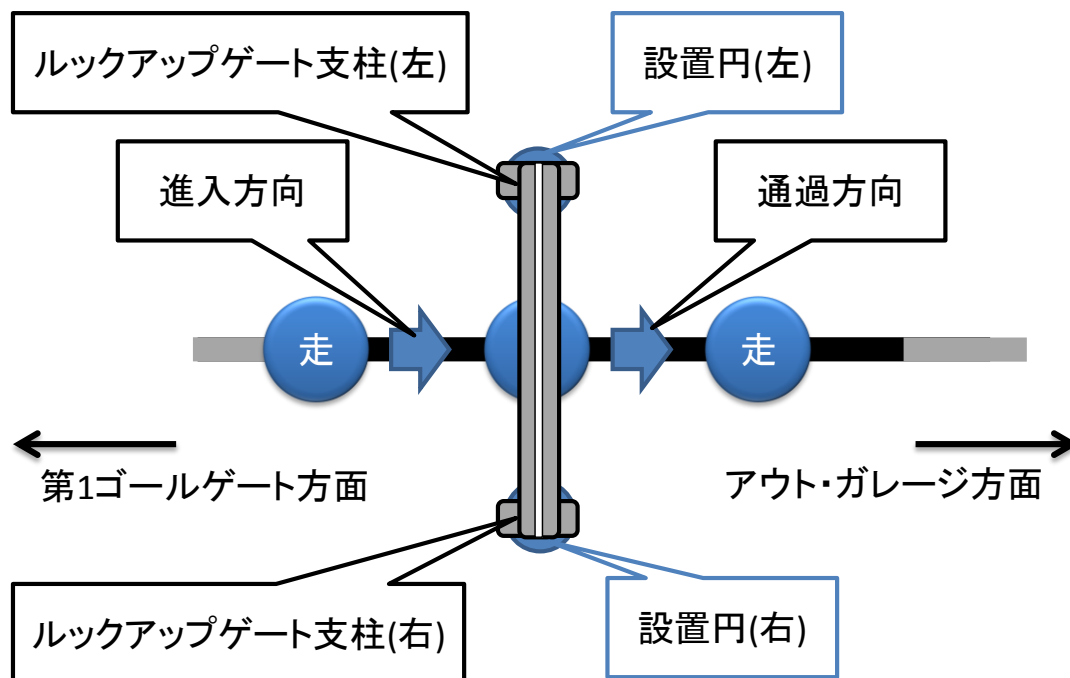 ルックアップゲート支柱(左)
設置円(左)
進入方向
通過方向
走
走
第1ゴールゲート方面
アウト・ガレージ方面
ルックアップゲート支柱(右)
設置円(右)